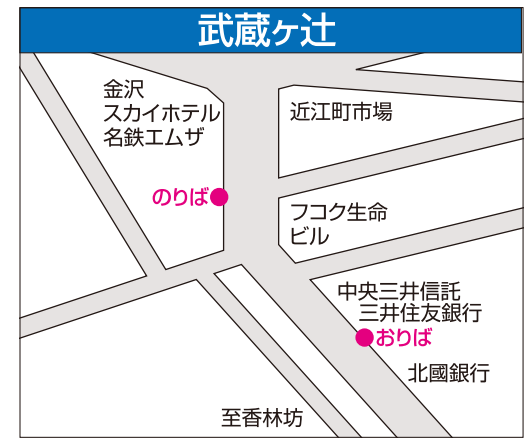 武蔵ヶ辻
金沢
スカイホテル
名鉄エムザ
近江町市場
のりば
フコク生命
ビル
中央三井信託
三井住友銀行
おりば
北國銀行
至香林坊